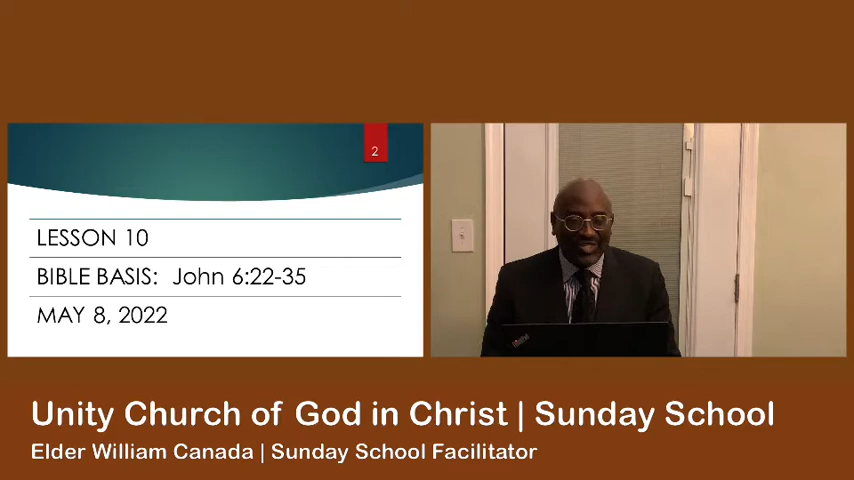 2
LESSON 10
BIBLE BASIS: John 6:22-35
MAY 8, 2022
ThinkPad
Unity Church of God in Christ | Sunday School
Elder William Canada | Sunday School Facilitator